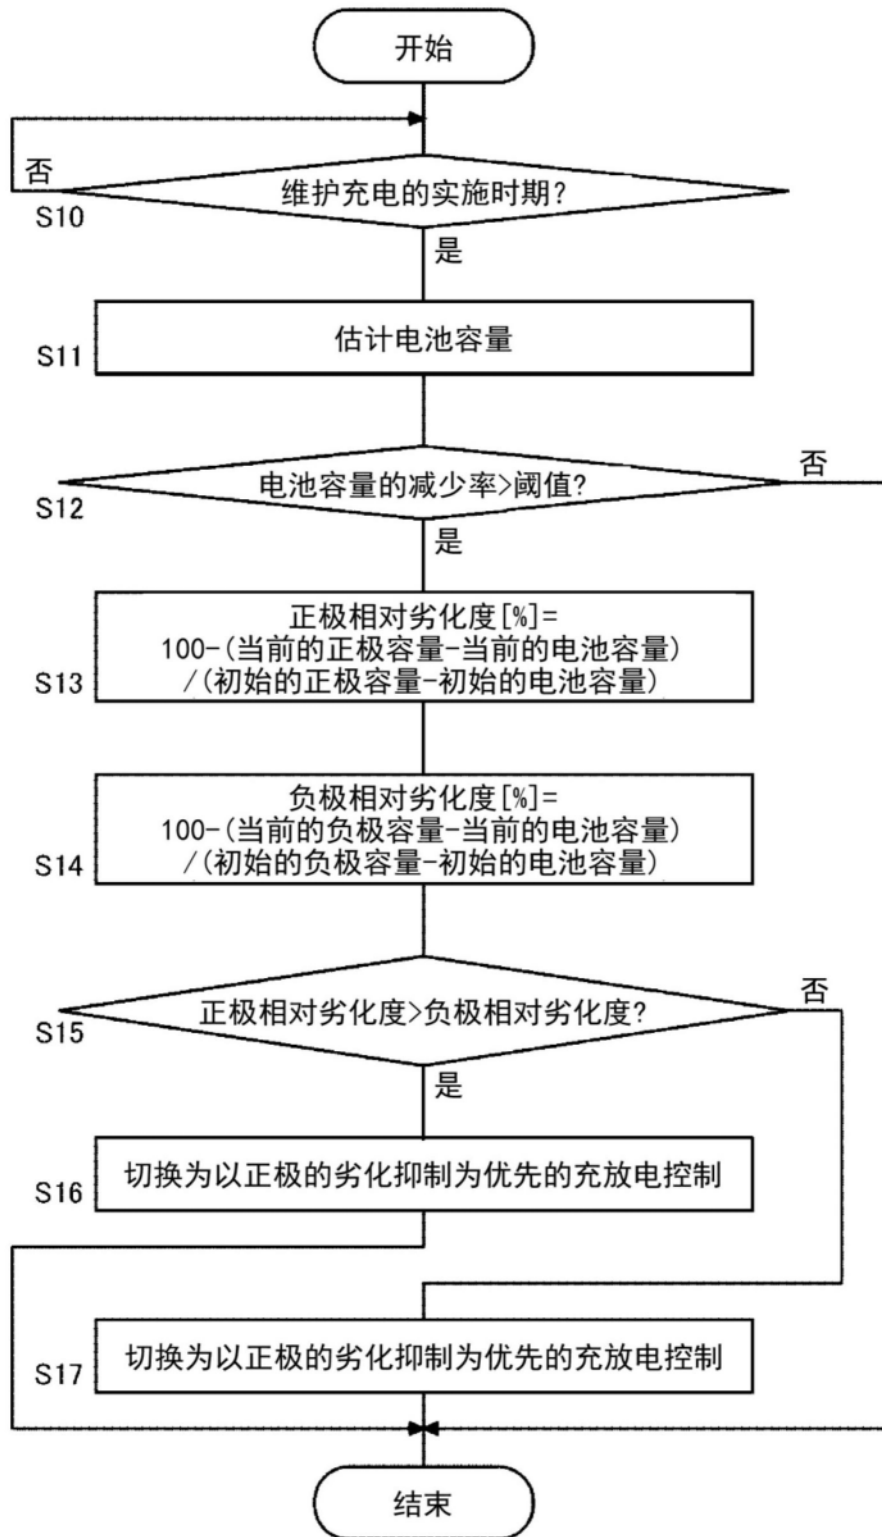 开始
否
维护充电的实施时期?
S10
是
估计电池容量
S11
否
电池容量的减少率>阈值?
S12
是
正极相对劣化度[%]=
100-(当前的正极容量-当前的电池容量)
/(初始的正极容量-初始的电池容量)
S13
负极相对劣化度[%]=
100-(当前的负极容量-当前的电池容量)
/(初始的负极容量-初始的电池容量)
S14
否
正极相对劣化度>负极相对劣化度?
S15
是
切换为以正极的劣化抑制为优先的充放电控制
S16
切换为以正极的劣化抑制为优先的充放电控制
S17
结束